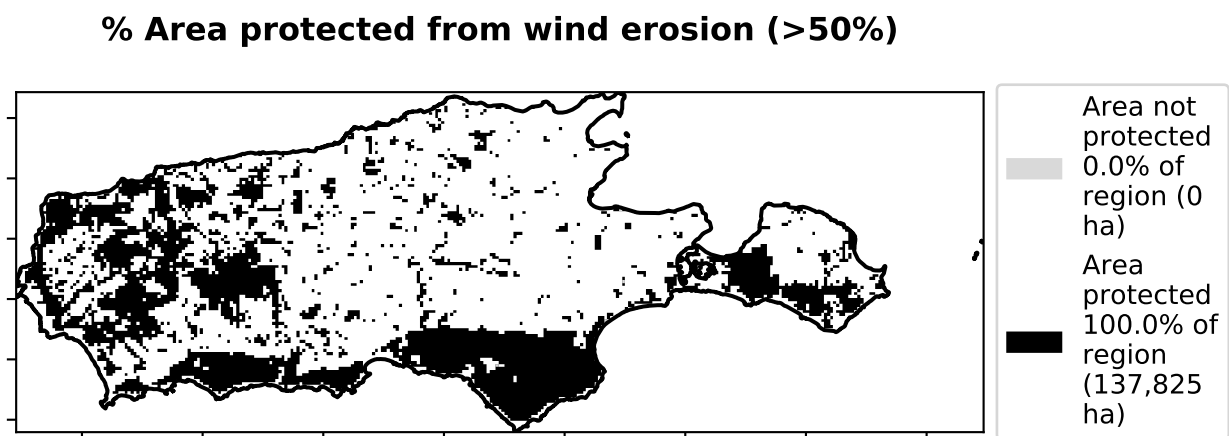 % Area protected from wind erosion (>50%)
Area not
protected
0.0% of
region (0
ha)
Area
protected
100.0% of
region
(137,825
ha)